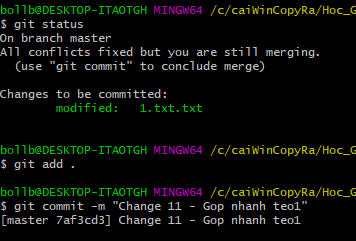 bollb@DESKTOP-ITAOTGH MINGW64 /c/caiWinCopyRa/Hoc_G
$ git status
On branch master
All conflicts fixed but you are still merging.
  (use "git commit" to conclude merge)

Changes to be committed:
        modified:   1.txt.txt

bollb@DESKTOP-ITAOTGH MINGW64 /c/caiWinCopyRa/Hoc_G
$ git add .

bollb@DESKTOP-ITAOTGH MINGW64 /c/caiWinCopyRa/Hoc_G
$ git commit -m "Change 11 - Gop nhanh teo1"
[master 7af3cd3] Change 11 - Gop nhanh teo1